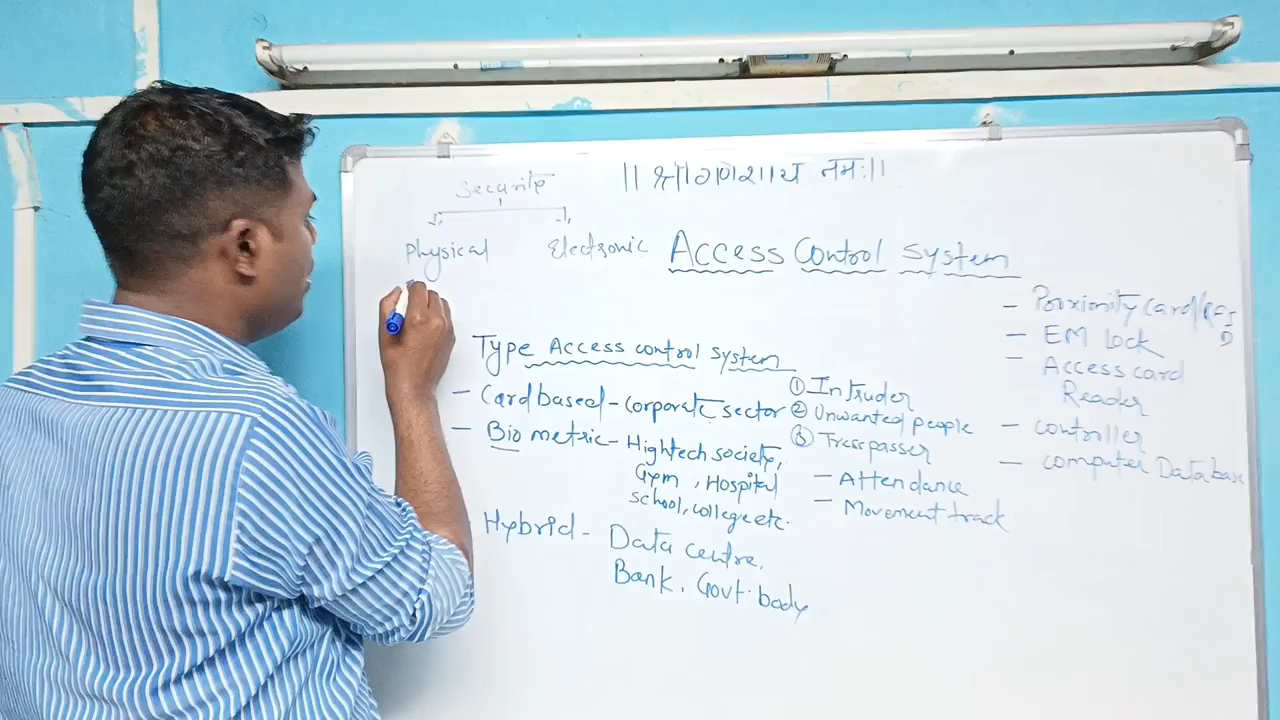 || श्री गणेशाय नमः ||
Security
Physical
Electronic
Access Control System
Type Access control system
- Card based - corporate sector
- Bio metric - Hightech society,
Gym, Hospital
school, college etc.
Hybrid - Data centre,
Bank, Govt. body
① Intruder
② Unwanted people
③ Tresspasser
- Attendance
- Movement track
- Proximity card/RFID
- EM lock
- Access card
Reader
- controller
- computer Database